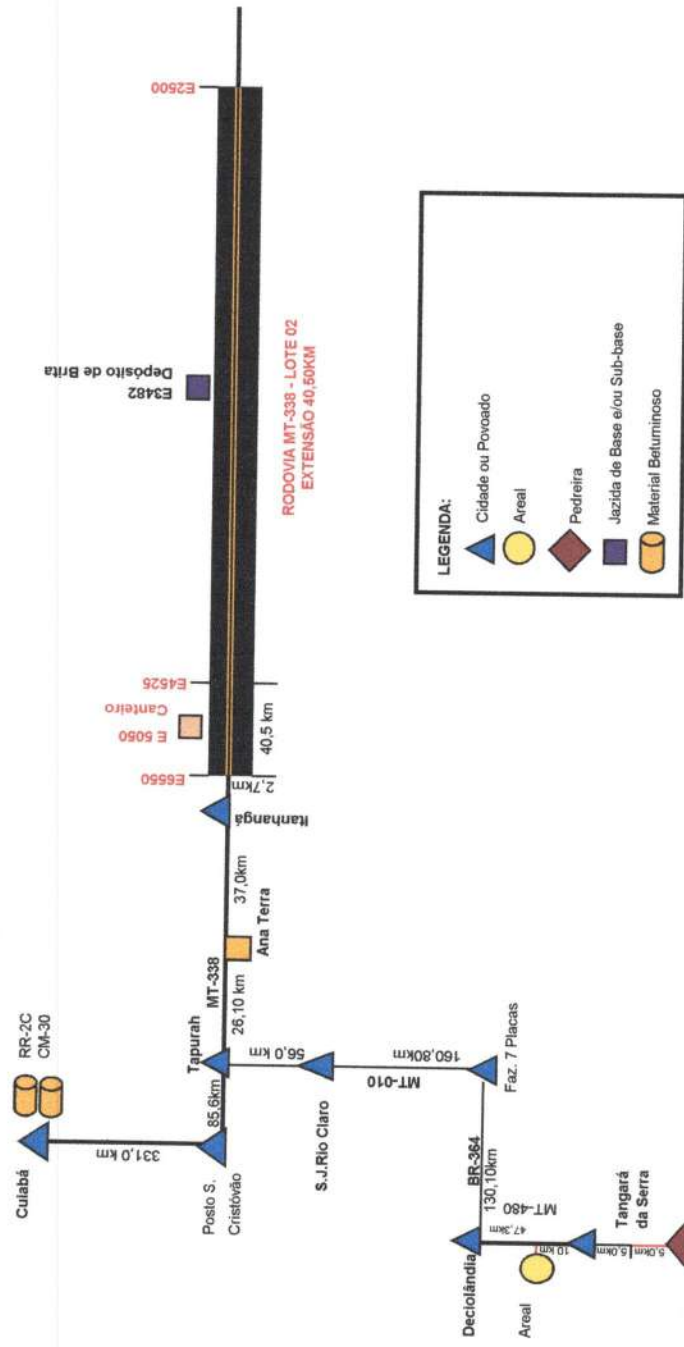 Cuiabá
RR-2C
CM-30
331,0 km
Posto S.
Cristóvão
85,6km
Tapurah
MT-338
26,10 km
Ana Terra
37,0km
Itanhangá
2,7km
E6550
E 5050
Canteiro
40,5 km
E4525
E3482
Depósito de Brita
E2500
RODOVIA MT-338 - LOTE 02
EXTENSÃO 40,50KM
56,0 km
S.J.Rio Claro
MT-010
160,80km
Faz. 7 Placas
BR-364
130,10km
Deciolândia
47,3km
MT-480
Areal
10 km
Tangará
da Serra
5,0km
5,0km
LEGENDA:
Cidade ou Povoado
Areal
Pedreira
Jazida de Base e/ou Sub-base
Material Betuminoso